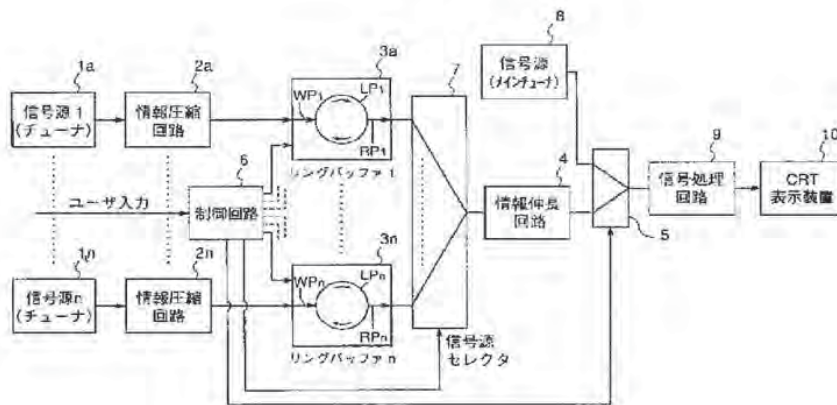 8
信号源
(メインチューナ)
1a
信号源1
(チューナ)
2a
情報圧縮
回路
3a
WP1
LP1
RP1
リングバッファ1
7
6
ユーザ入力
制御回路
4
情報伸長
回路
5
9
信号処理
回路
10
CRT
表示装置
1n
信号源n
(チューナ)
2n
情報圧縮
回路
3n
WPn
LPn
RPn
リングバッファn
信号源
セレクタ